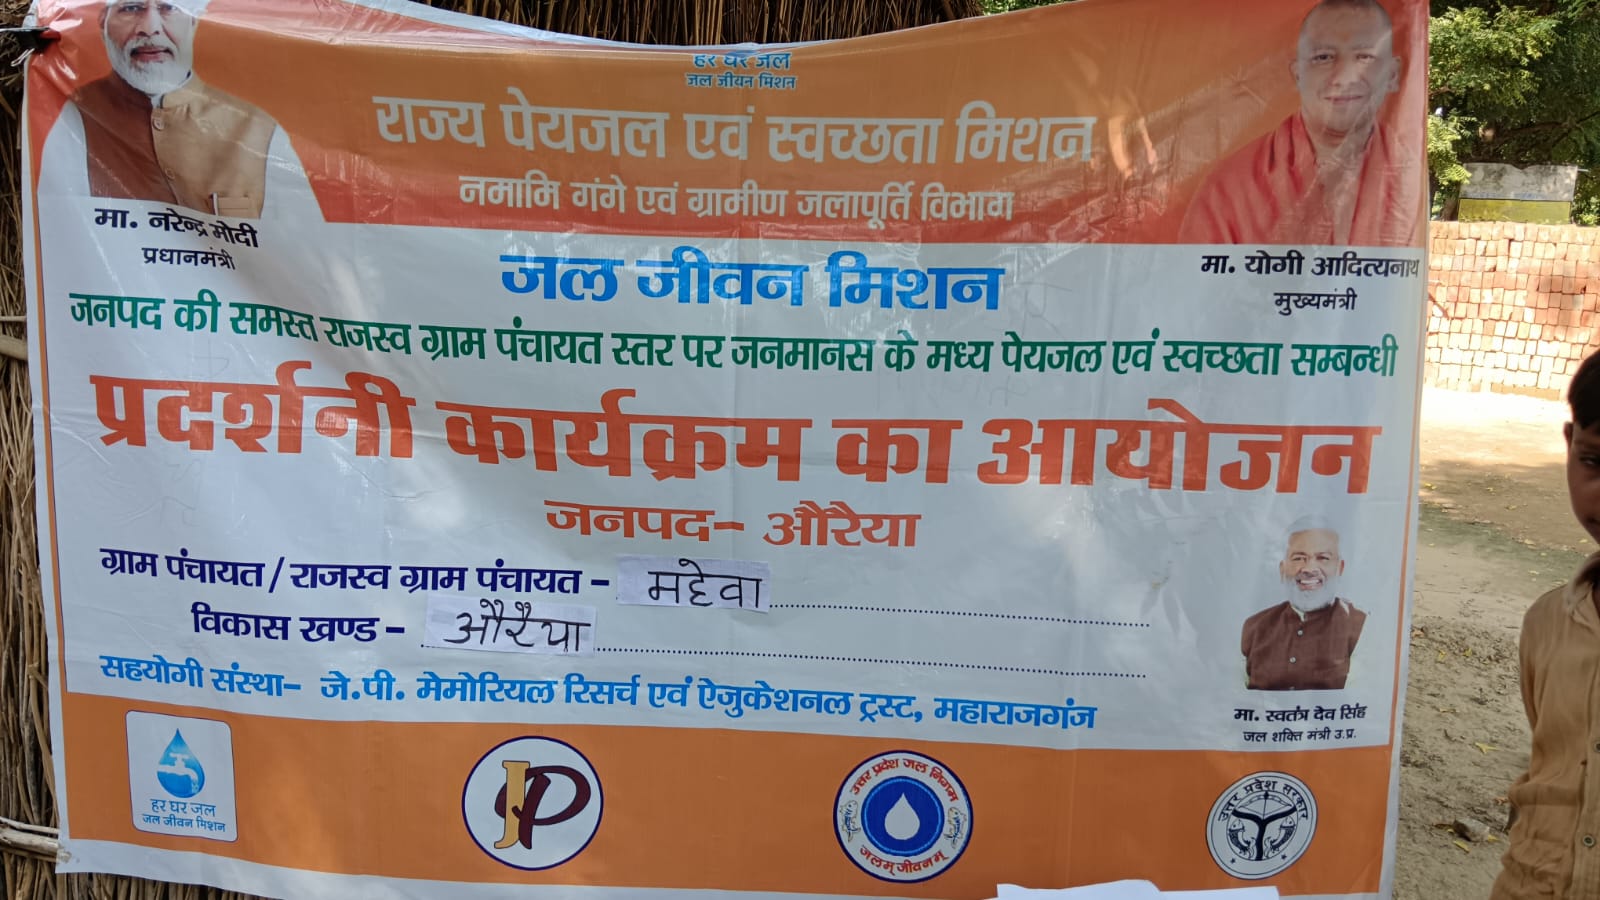 हर घर जल
जल जीवन मिशन
राज्य पेयजल एवं स्वच्छता मिशन
नमामि गंगे एवं ग्रामीण जलापूर्ति विभाग
मा. नरेन्द्र मोदी
प्रधानमंत्री
मा. योगी आदित्यनाथ
मुख्यमंत्री
जल जीवन मिशन
जनपद की समस्त राजस्व ग्राम पंचायत स्तर पर जनमानस के मध्य पेयजल एवं स्वच्छता सम्बन्धी
प्रदर्शनी कार्यक्रम का आयोजन
जनपद- औरैया
ग्राम पंचायत / राजस्व ग्राम पंचायत - महेवा
विकास खण्ड - औरैया
सहयोगी संस्था- जे.पी. मेमोरियल रिसर्च एवं ऐजुकेशनल ट्रस्ट, महाराजगंज
मा. स्वतंत्र देव सिंह
जल शक्ति मंत्री उ.प्र.
हर घर जल
जल जीवन मिशन
JP
उत्तर प्रदेश जल निगम
जलम् जीवनम्
उत्तर प्रदेश सरकार